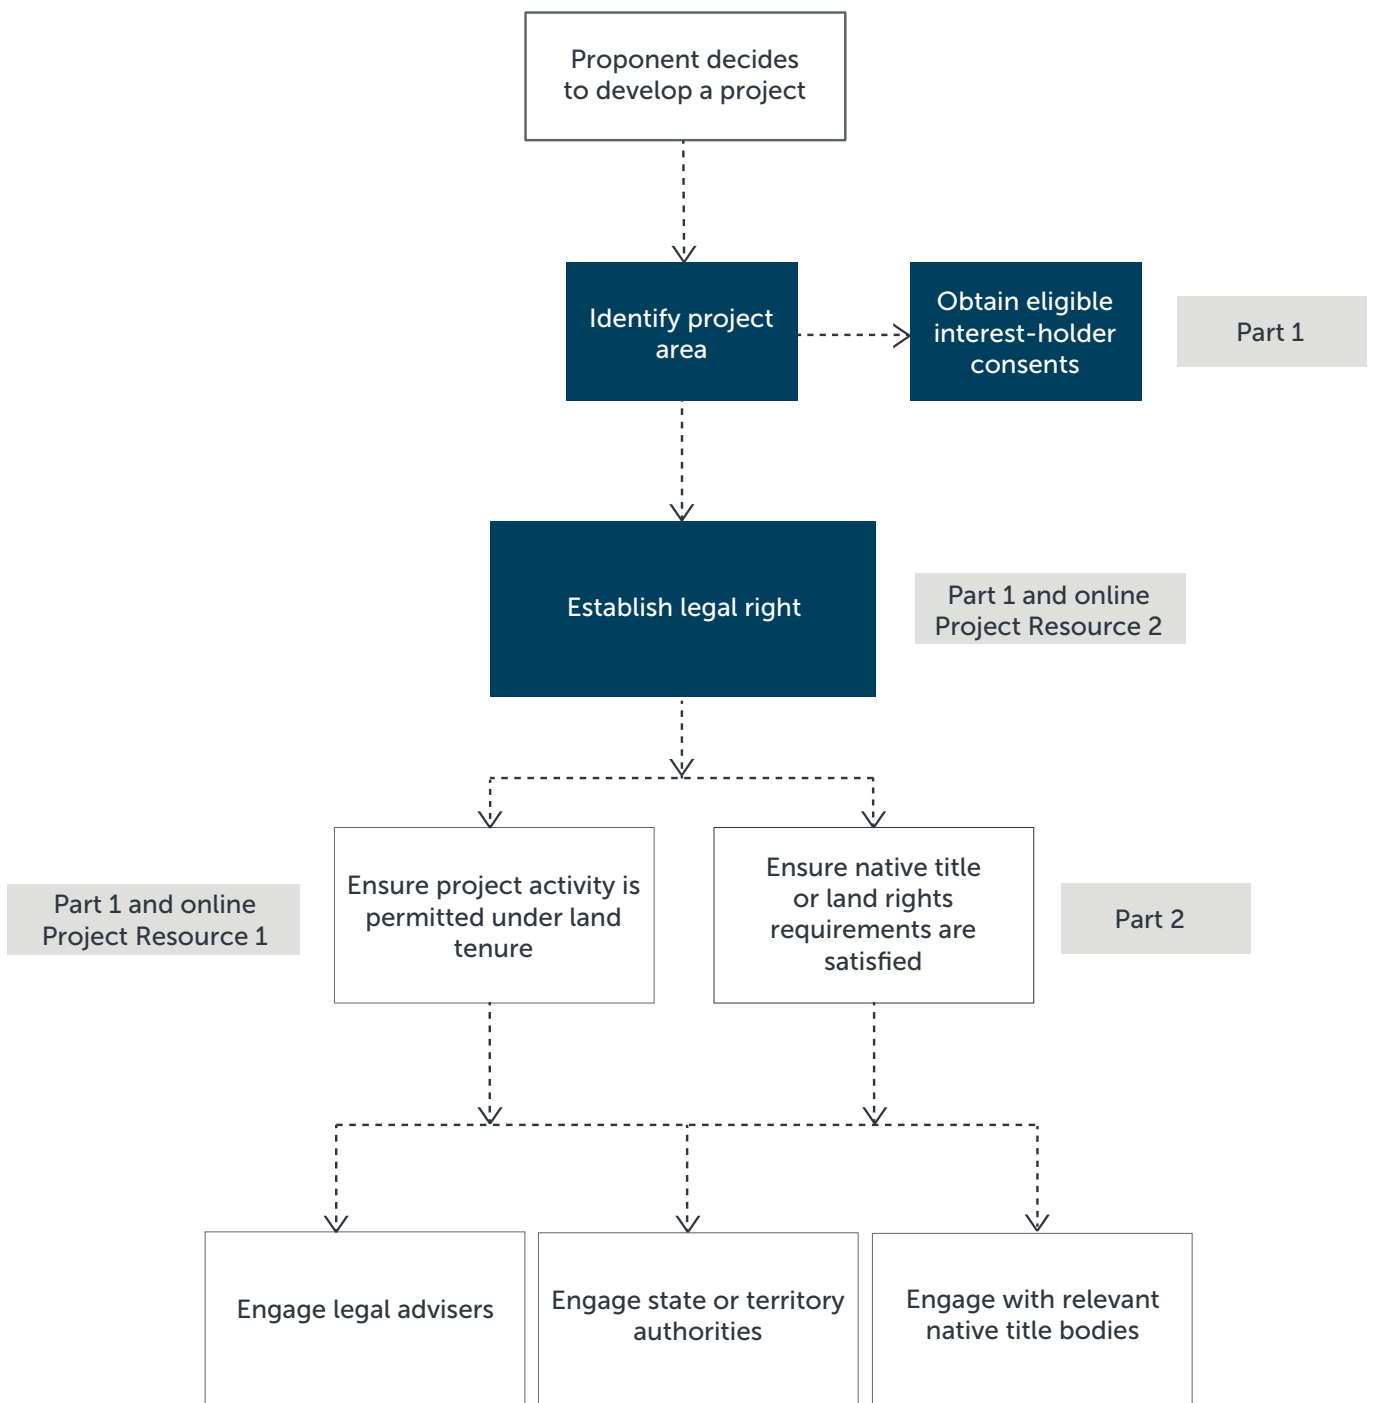 Proponent decides
to develop a project
Identify project
area
Obtain eligible
interest-holder
consents
Part 1
Establish legal right
Part 1 and online
Project Resource 2
Part 1 and online
Project Resource 1
Ensure project activity is
permitted under land
tenure
Ensure native title
or land rights
requirements are
satisfied
Part 2
Engage legal advisers
Engage state or territory
authorities
Engage with relevant
native title bodies